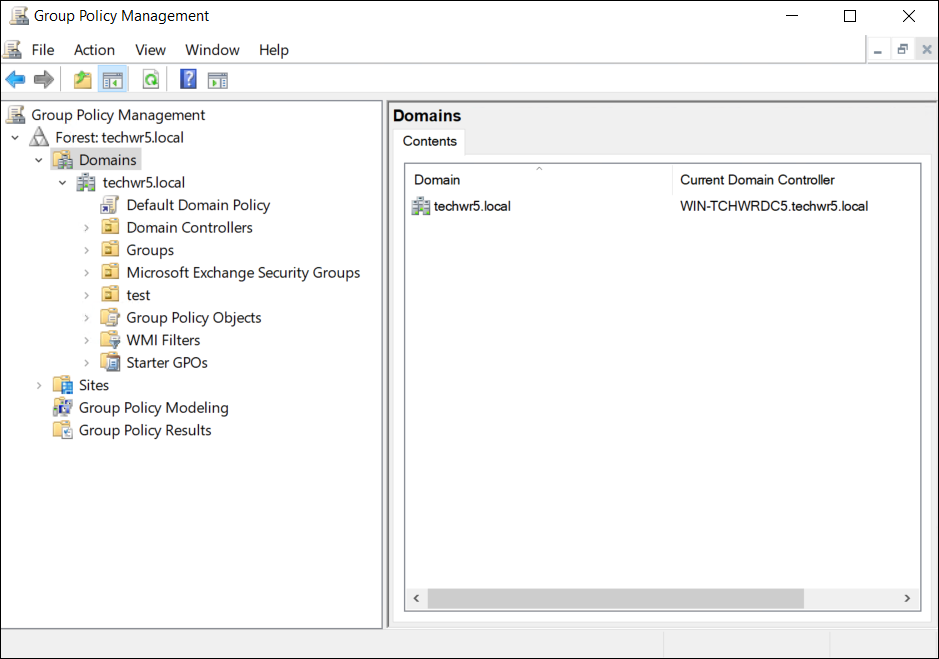 Group Policy Management
File Action View Window Help
Group Policy Management
Forest: techwr5.local
Domains
techwr5.local
Default Domain Policy
Domain Controllers
Groups
Microsoft Exchange Security Groups
test
Group Policy Objects
WMI Filters
Starter GPOs
Sites
Group Policy Modeling
Group Policy Results
Domains
Contents
Domain Current Domain Controller
techwr5.local WIN-TCHWRDC5.techwr5.local